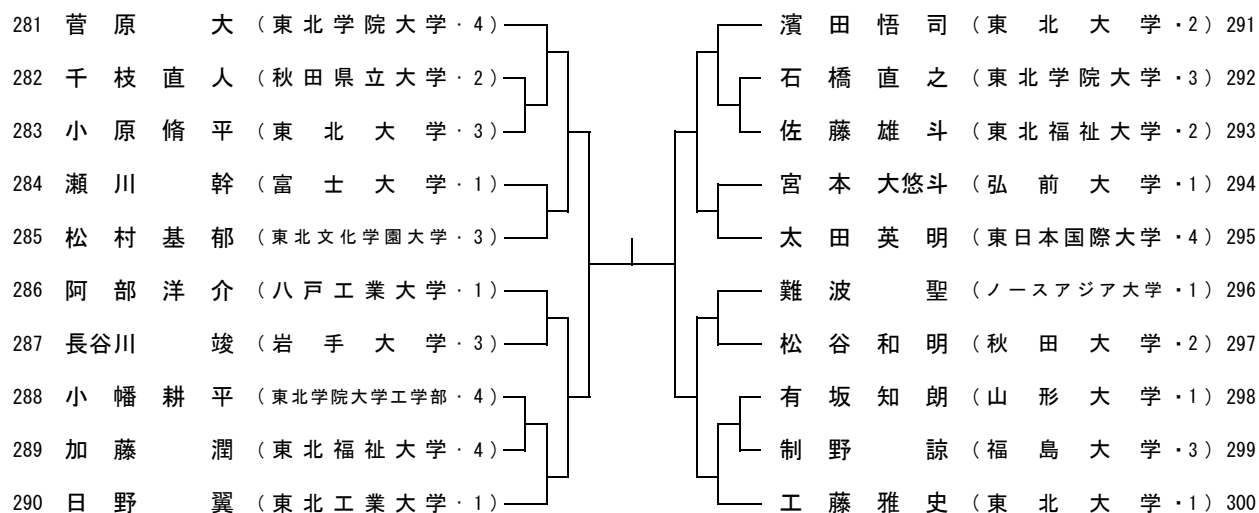 281 菅原 大 (東北学院大学・4)
282 千枝直人 (秋田県立大学・2)
283 小原脩平 (東北大学・3)
284 瀬川 幹 (富士大学・1)
285 松村基郁 (東北文化学園大学・3)
286 阿部洋介 (八戸工業大学・1)
287 長谷川 竣 (岩手大学・3)
288 小幡耕平 (東北学院大学工学部・4)
289 加藤 潤 (東北福祉大学・4)
290 日野 翼 (東北工業大学・1)
濱田悟司 (東北大学・2) 291
石橋直之 (東北学院大学・3) 292
佐藤雄斗 (東北福祉大学・2) 293
宮本大悠斗 (弘前大学・1) 294
太田英明 (東日本国際大学・4) 295
難波 聖 (ノースアジア大学・1) 296
松谷和明 (秋田大学・2) 297
有坂知朗 (山形大学・1) 298
制野 諒 (福島大学・3) 299
工藤雅史 (東北大学・1) 300